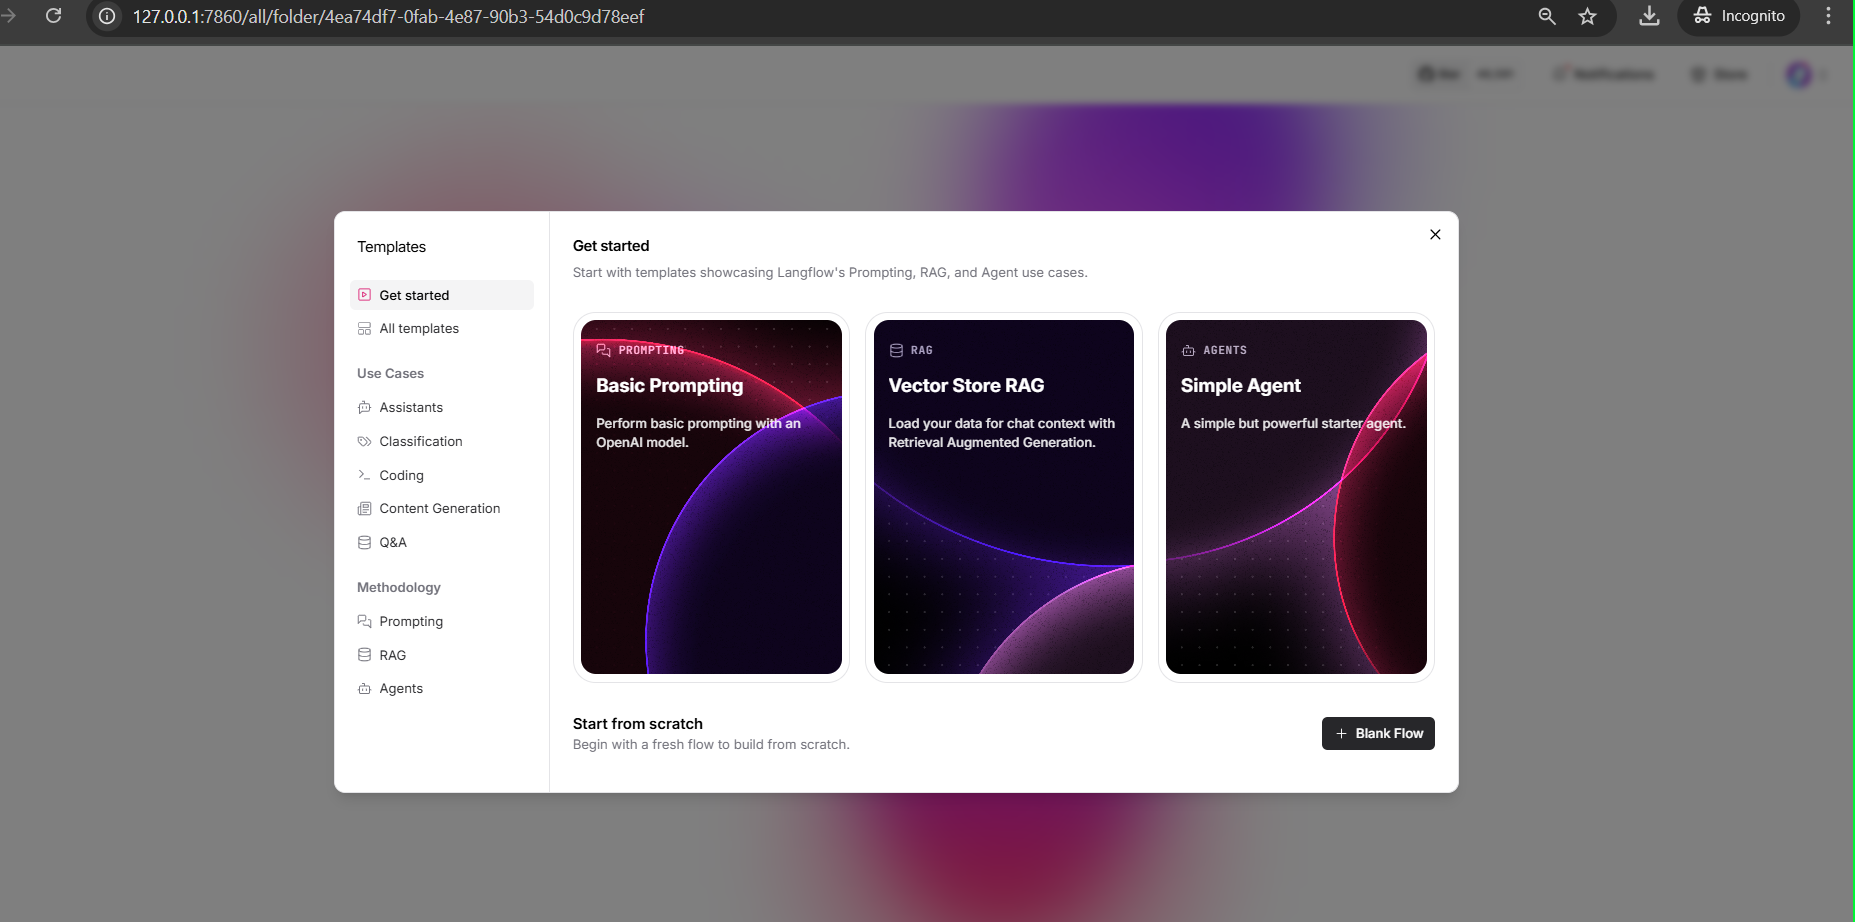 127.0.0.1:7860/all/folder/4ea74df7-0fab-4e87-90b3-54d0c9d78eef
Incognito
Notifications
Store
Templates
Get started
All templates
Use Cases
Assistants
Classification
Coding
Content Generation
Q&A
Methodology
Prompting
RAG
Agents
Get started
Start with templates showcasing Langflow's Prompting, RAG, and Agent use cases.
PROMPTING
Basic Prompting
Perform basic prompting with an
OpenAI model.
RAG
Vector Store RAG
Load your data for chat context with
Retrieval Augmented Generation.
AGENTS
Simple Agent
A simple but powerful starter agent.
Start from scratch
Begin with a fresh flow to build from scratch.
Blank Flow